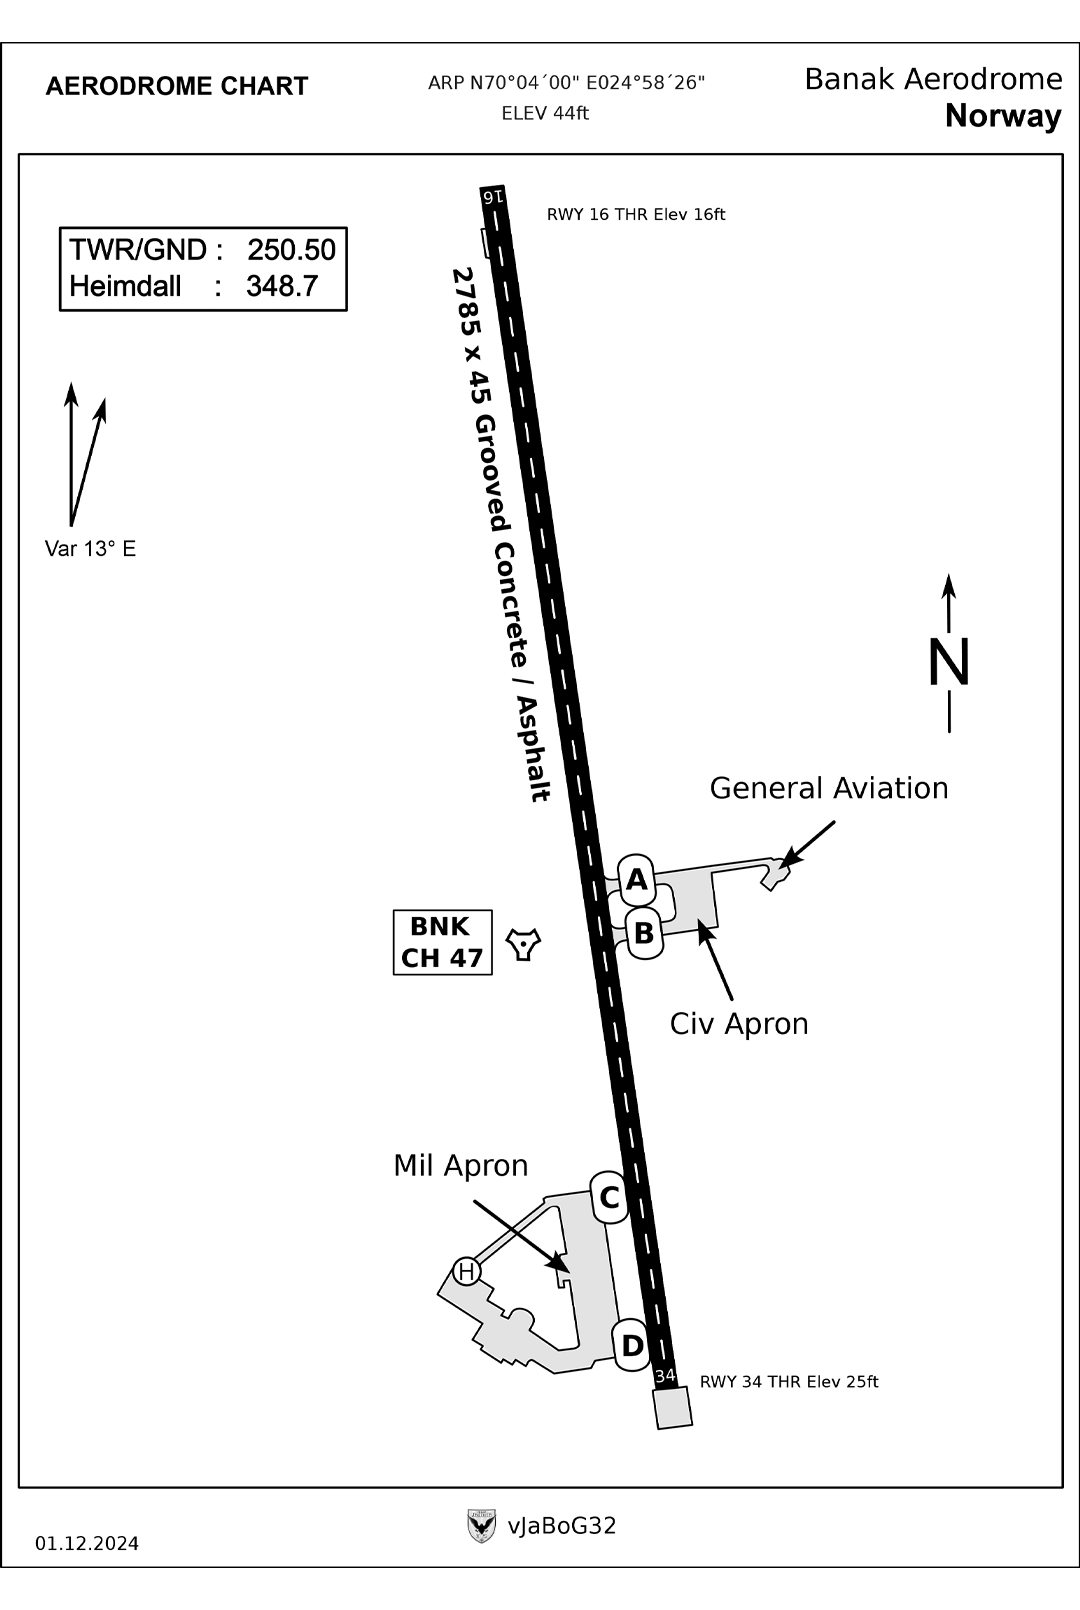 AERODROME CHART
ARP N70°04´00" E024°58´26"
ELEV 44ft
Banak Aerodrome
Norway
16
RWY 16 THR Elev 16ft
TWR/GND : 250.50
Heimdall : 348.7
2785 x 45 Grooved Concrete / Asphalt
Var 13° E
N
General Aviation
A
B
BNK
CH 47
Civ Apron
Mil Apron
C
H
D
34
RWY 34 THR Elev 25ft
vJaBoG32
01.12.2024